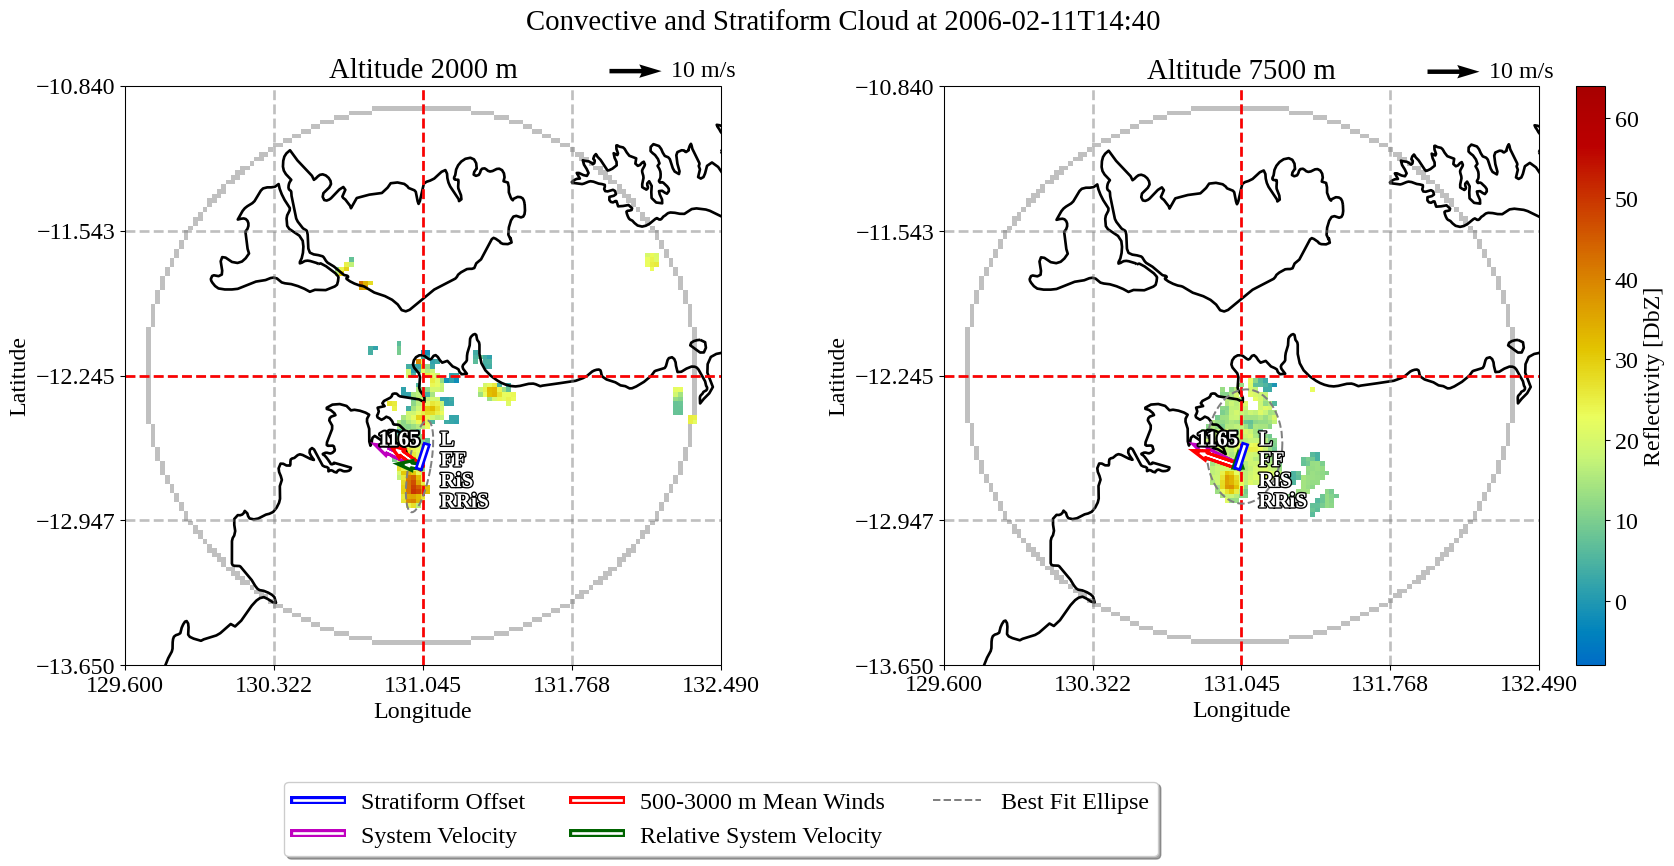 Convective and Stratiform Cloud at 2006-02-11T14:40
Altitude 2000 m
10 m/s
−10.840
−11.543
−12.245
−12.947
−13.650
Latitude
1165
L
FF
RiS
RRiS
129.600
130.322
131.045
131.768
132.490
Longitude
Altitude 7500 m
10 m/s
−10.840
−11.543
−12.245
−12.947
−13.650
Latitude
1165
L
FF
RiS
RRiS
129.600
130.322
131.045
131.768
132.490
Longitude
60
50
40
30
20
10
0
Reflectivity [DbZ]
Stratiform Offset
System Velocity
500-3000 m Mean Winds
Relative System Velocity
Best Fit Ellipse